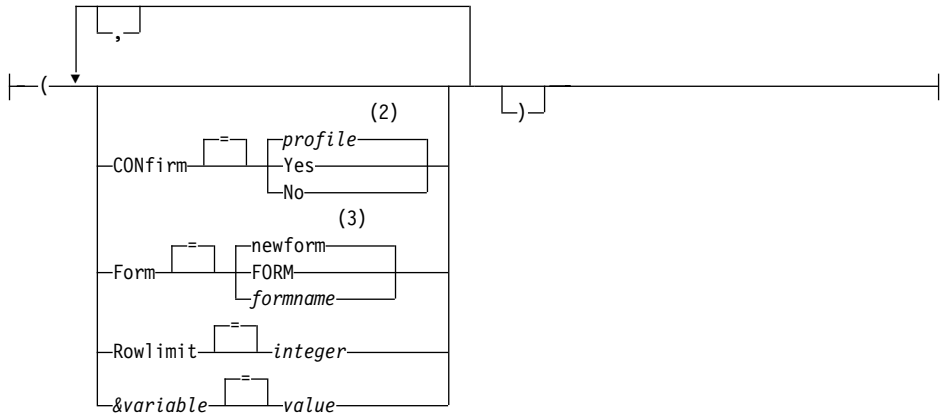 ,
(
)
(2)
CONfirm = profile
Yes
No
(3)
Form = newform
FORM
formname
Rowlimit = integer
&variable = value